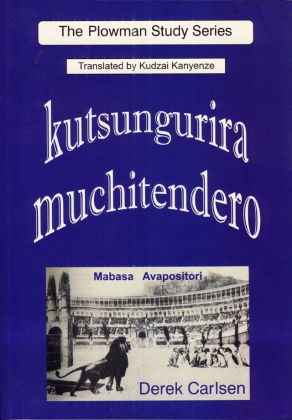 The Plowman Study Series
Translated by Kudzai Kanyenze
kutsungurira
muchitendero
Mabasa Avapositori
Derek Carlsen